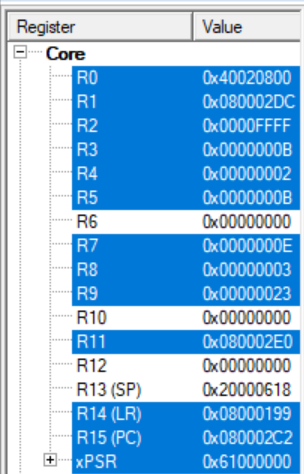 Register Value
Core
R0 0x40020800
R1 0x080002DC
R2 0x0000FFFF
R3 0x0000000B
R4 0x00000002
R5 0x0000000B
R6 0x00000000
R7 0x0000000E
R8 0x00000003
R9 0x00000023
R10 0x00000000
R11 0x080002E0
R12 0x00000000
R13 (SP) 0x20000618
R14 (LR) 0x08000199
R15 (PC) 0x080002C2
xPSR 0x61000000